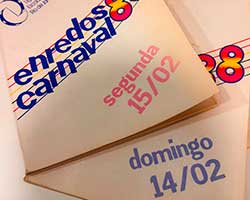 enredos
carnaval 88
segunda
15/02
88
domingo
14/02